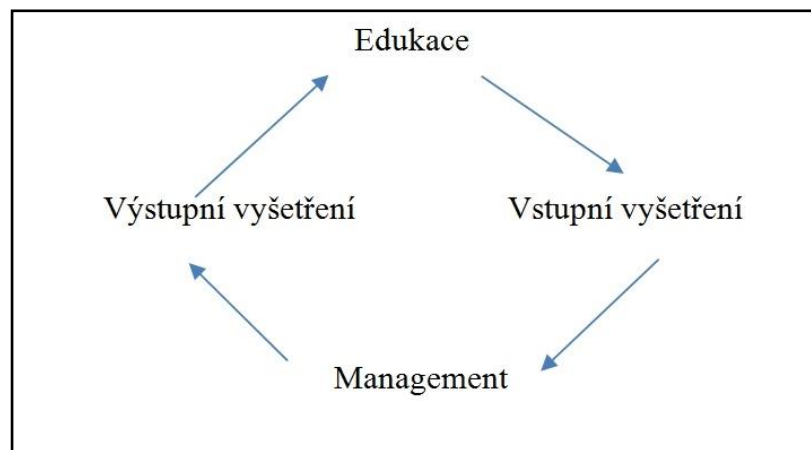 Edukace
Výstupní vyšetření
Vstupní vyšetření
Management